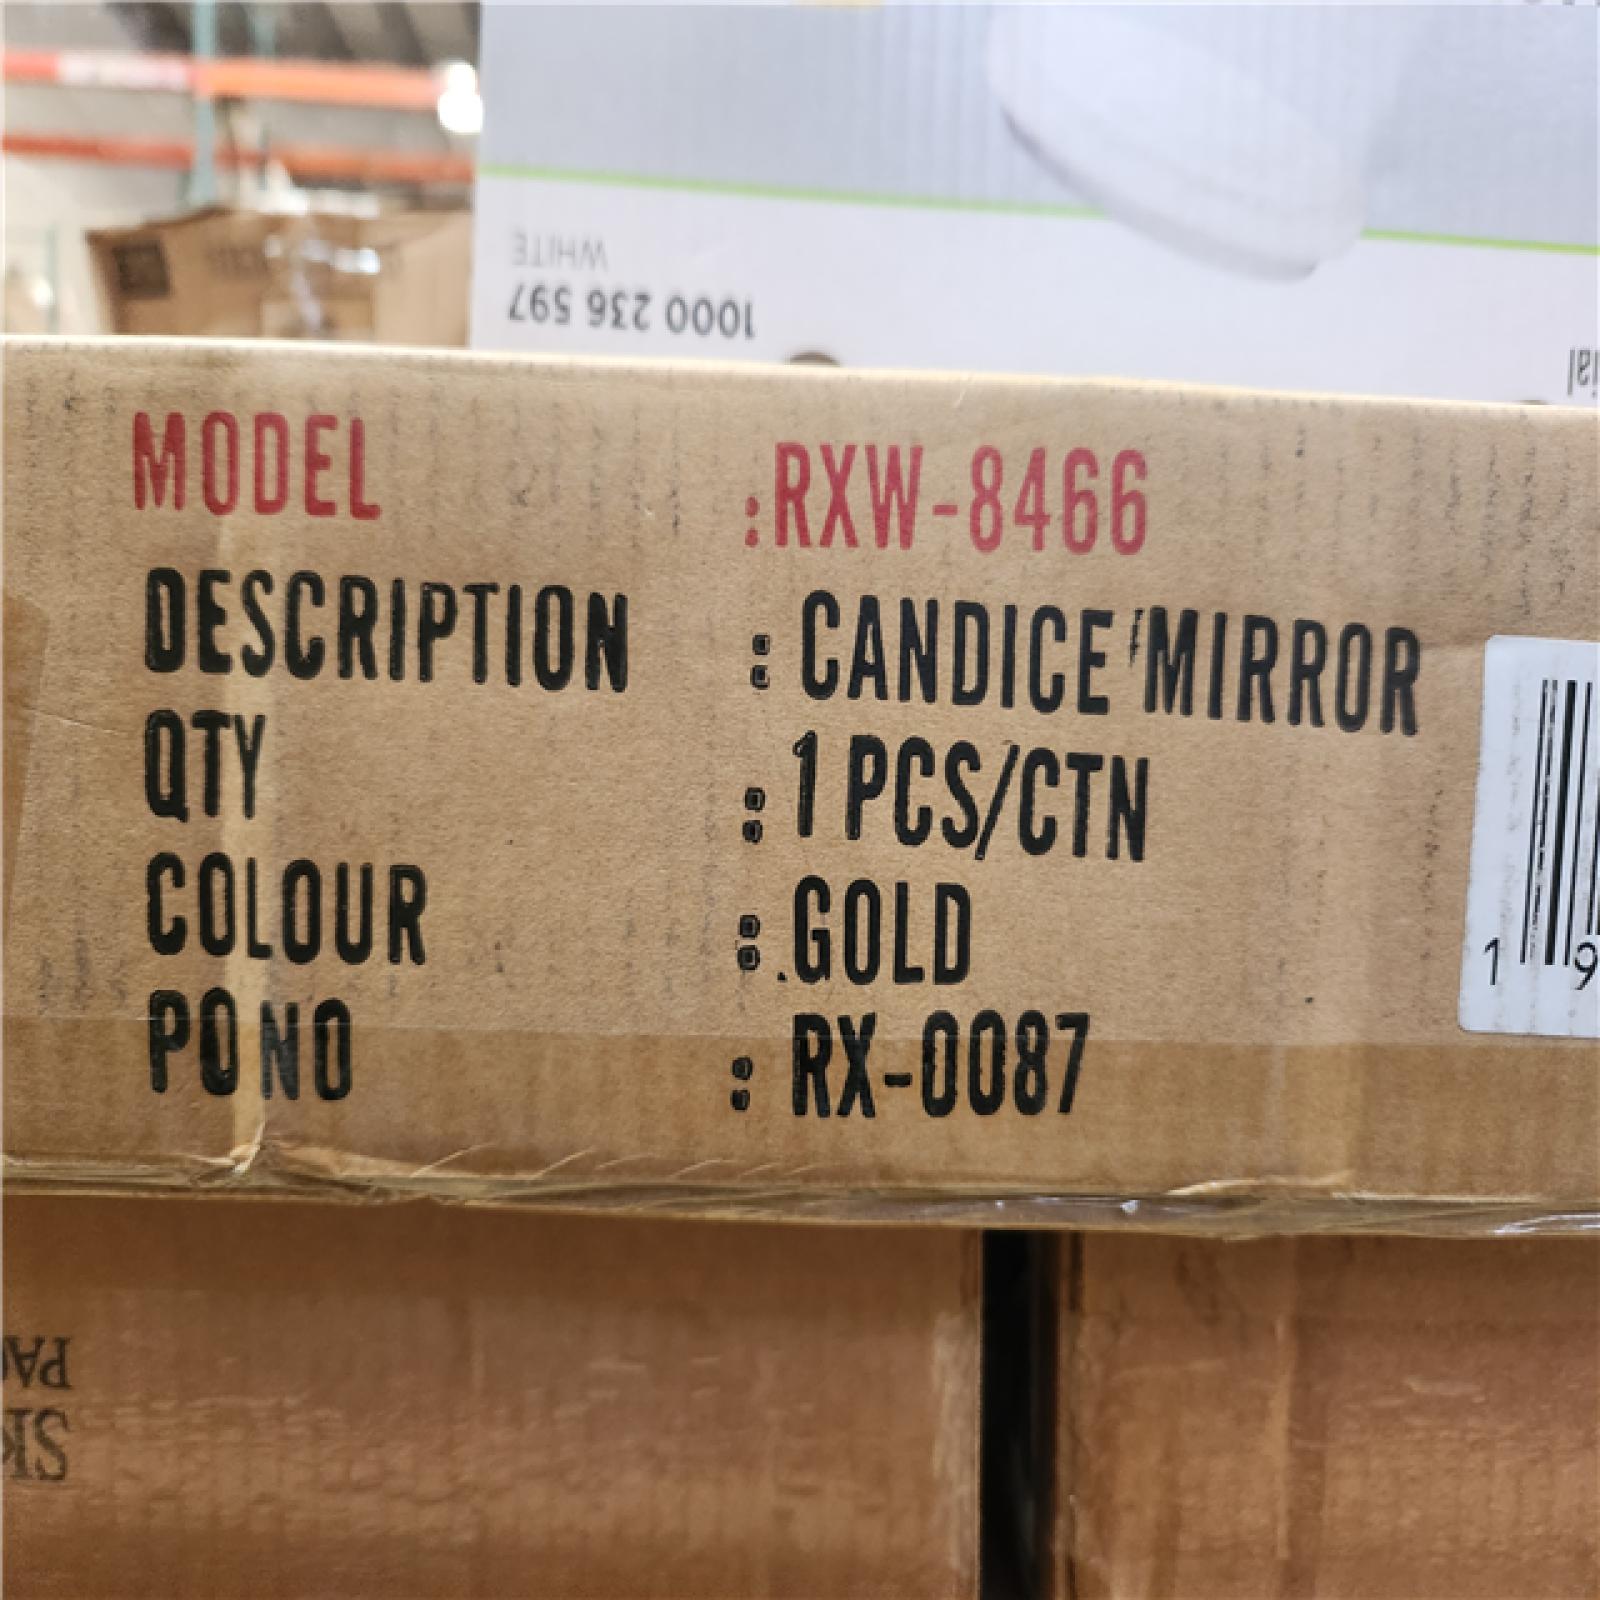 WHITE
1000 236 597
MODEL :RXW-8466
DESCRIPTION : CANDICE MIRROR
QTY : 1 PCS/CTN
COLOUR : GOLD
PO NO : RX-0087
1 9